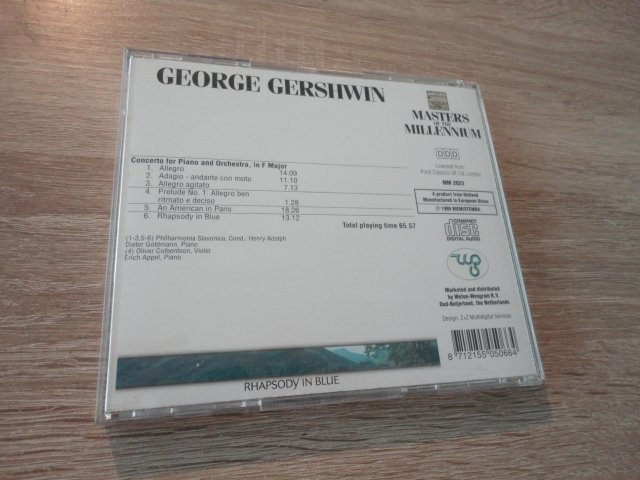 GEORGE GERSHWIN
MASTERS
OF THE
MILLENNIUM
Concerto for Piano and Orchestra, in F Major
1. Allegro 14.09
2. Adagio - andante con moto 11.10
3. Allegro agitato 7.13
4. Prelude No. 1: Allegro ben
ritmato e deciso 1.28
5. An American in Paris 18.26
6. Rhapsody in Blue 13.12
Total playing time 65.57
(1-3,5-6) Philharmonia Slavonica, Cond.: Henry Adolph
Dieter Goldmann, Piano
(4) Oliver Colbentson, Violin
Erich Appel, Piano
DDD
Licensed from
Point Classics UK Ltd, London
MM 2023
A product from Holland
Manufactured in European Union
COMPACT
disc
DIGITAL AUDIO
Marketed and distributed
by Weton-Wesgram B.V.
Oud-Beijerland, the Netherlands
Design: Z+Z Multidigital Services
8 712155 050664
RHAPSODY IN BLUE